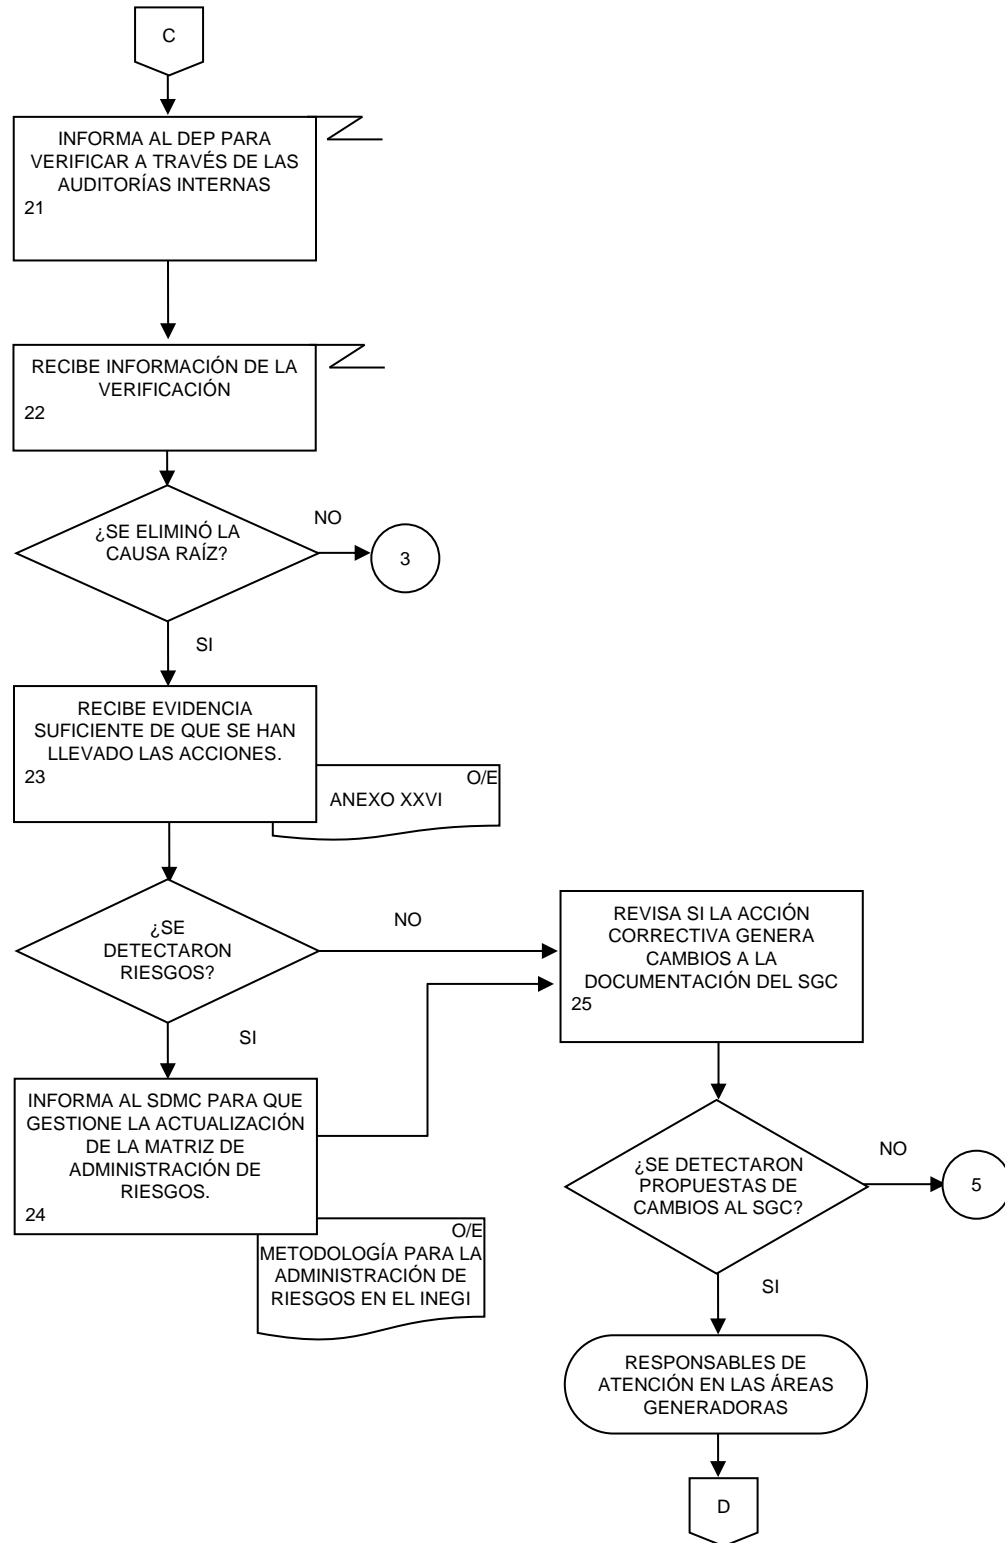 C
INFORMA AL DEP PARA
VERIFICAR A TRAVÉS DE LAS
AUDITORÍAS INTERNAS
21
RECIBE INFORMACIÓN DE LA
VERIFICACIÓN
22
¿SE ELIMINÓ LA
CAUSA RAÍZ?
NO
3
SI
RECIBE EVIDENCIA
SUFICIENTE DE QUE SE HAN
LLEVADO LAS ACCIONES.
23
O/E
ANEXO XXVI
¿SE
DETECTARON
RIESGOS?
NO
SI
INFORMA AL SDMC PARA QUE
GESTIONE LA ACTUALIZACIÓN
DE LA MATRIZ DE
ADMINISTRACIÓN DE
RIESGOS.
24
O/E
METODOLOGÍA PARA LA
ADMINISTRACIÓN DE
RIESGOS EN EL INEGI
REVISA SI LA ACCIÓN
CORRECTIVA GENERA
CAMBIOS A LA
DOCUMENTACIÓN DEL SGC
25
¿SE DETECTARON
PROPUESTAS DE
CAMBIOS AL SGC?
NO
5
SI
RESPONSABLES DE
ATENCIÓN EN LAS ÁREAS
GENERADORAS
D